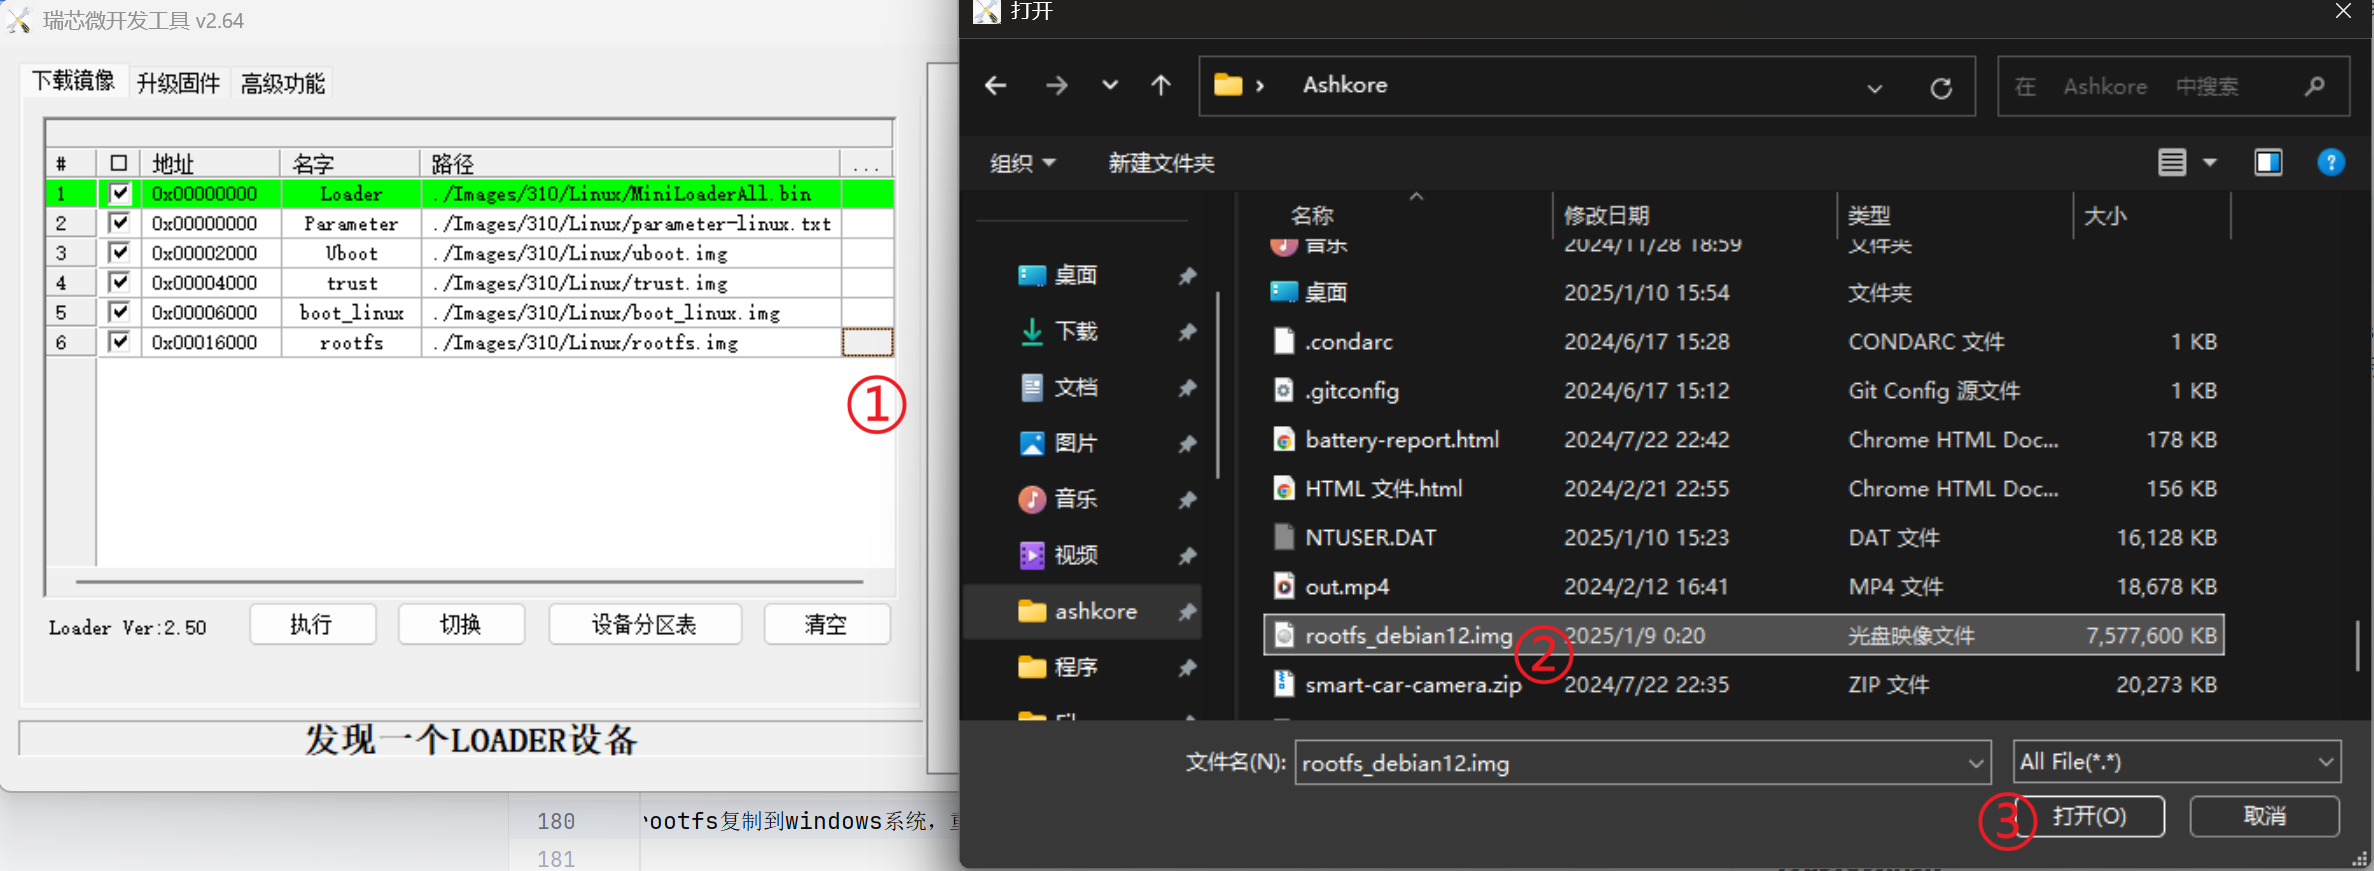 瑞芯微开发工具 v2.64
下载镜像 升级固件 高级功能
# 地址 名字 路径 ...
1 0x00000000 Loader ./Images/310/Linux/MiniLoaderAll.bin
2 0x00000000 Parameter ./Images/310/Linux/parameter-linux.txt
3 0x00002000 Uboot ./Images/310/Linux/uboot.img
4 0x00004000 trust ./Images/310/Linux/trust.img
5 0x00006000 boot_linux ./Images/310/Linux/boot_linux.img
6 0x00016000 rootfs ./Images/310/Linux/rootfs.img
①
Loader Ver:2.50 执行 切换 设备分区表 清空
发现一个LOADER设备
180 rootfs复制到windows系统，
181
打开
Ashkore
在 Ashkore 中搜索
组织 新建文件夹
桌面
下载
文档
图片
音乐
视频
ashkore
程序
名称 修改日期 类型 大小
音乐 2024/11/28 18:59 文件夹
桌面 2025/1/10 15:54 文件夹
.condarc 2024/6/17 15:28 CONDARC 文件 1 KB
.gitconfig 2024/6/17 15:12 Git Config 源文件 1 KB
battery-report.html 2024/7/22 22:42 Chrome HTML Doc... 178 KB
HTML 文件.html 2024/2/21 22:55 Chrome HTML Doc... 156 KB
NTUSER.DAT 2025/1/10 15:23 DAT 文件 16,128 KB
out.mp4 2024/2/12 16:41 MP4 文件 18,678 KB
rootfs_debian12.img 2025/1/9 0:20 光盘映像文件 7,577,600 KB
②
smart-car-camera.zip 2024/7/22 22:35 ZIP 文件 20,273 KB
文件名(N): rootfs_debian12.img All File(*.*)
③ 打开(O) 取消